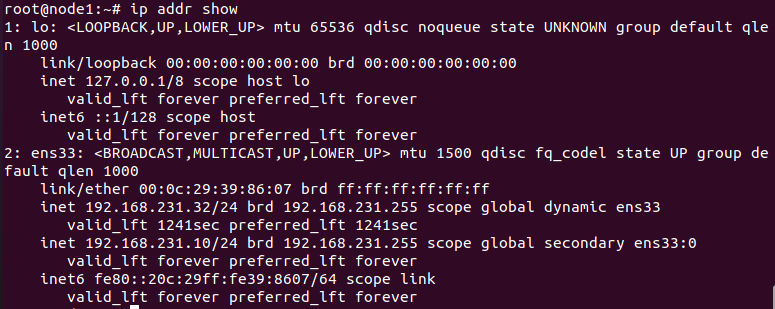 root@node1:~# ip addr show
1: lo: <LOOPBACK,UP,LOWER_UP> mtu 65536 qdisc noqueue state UNKNOWN group default qle
n 1000
    link/loopback 00:00:00:00:00:00 brd 00:00:00:00:00:00
    inet 127.0.0.1/8 scope host lo
       valid_lft forever preferred_lft forever
    inet6 ::1/128 scope host
       valid_lft forever preferred_lft forever
2: ens33: <BROADCAST,MULTICAST,UP,LOWER_UP> mtu 1500 qdisc fq_codel state UP group de
fault qlen 1000
    link/ether 00:0c:29:39:86:07 brd ff:ff:ff:ff:ff:ff
    inet 192.168.231.32/24 brd 192.168.231.255 scope global dynamic ens33
       valid_lft 1241sec preferred_lft 1241sec
    inet 192.168.231.10/24 brd 192.168.231.255 scope global secondary ens33:0
       valid_lft forever preferred_lft forever
    inet6 fe80::20c:29ff:fe39:8607/64 scope link
       valid_lft forever preferred_lft forever